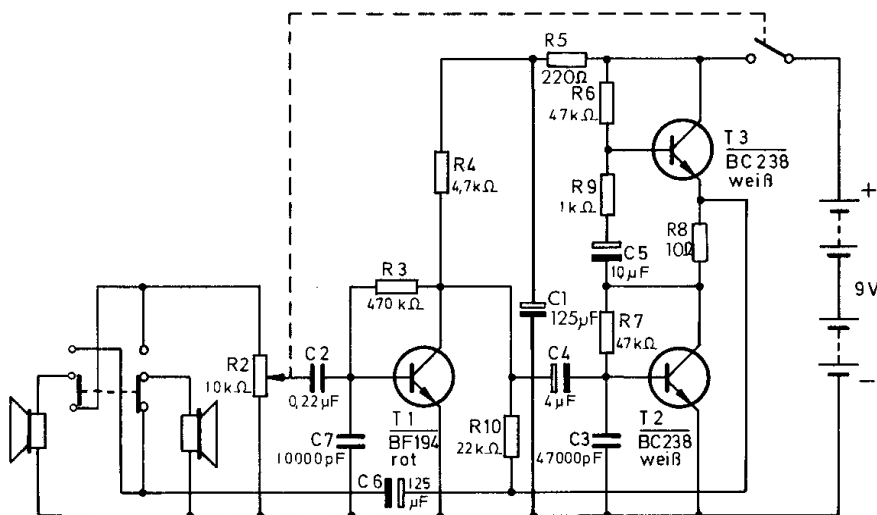 R5
220Ω
R6
47kΩ
T3
BC 238
weiß
R4
4,7kΩ
R9
1kΩ
+
R8
10Ω
C5
10µF
R3
470 kΩ
C1
125µF
9V
R7
47kΩ
R2
10kΩ
C2
0,22µF
C4
4µF
−
T1
BF194
rot
R10
22kΩ
T2
BC238
weiß
C7
10000pF
C3
47000pF
C6
125
µF